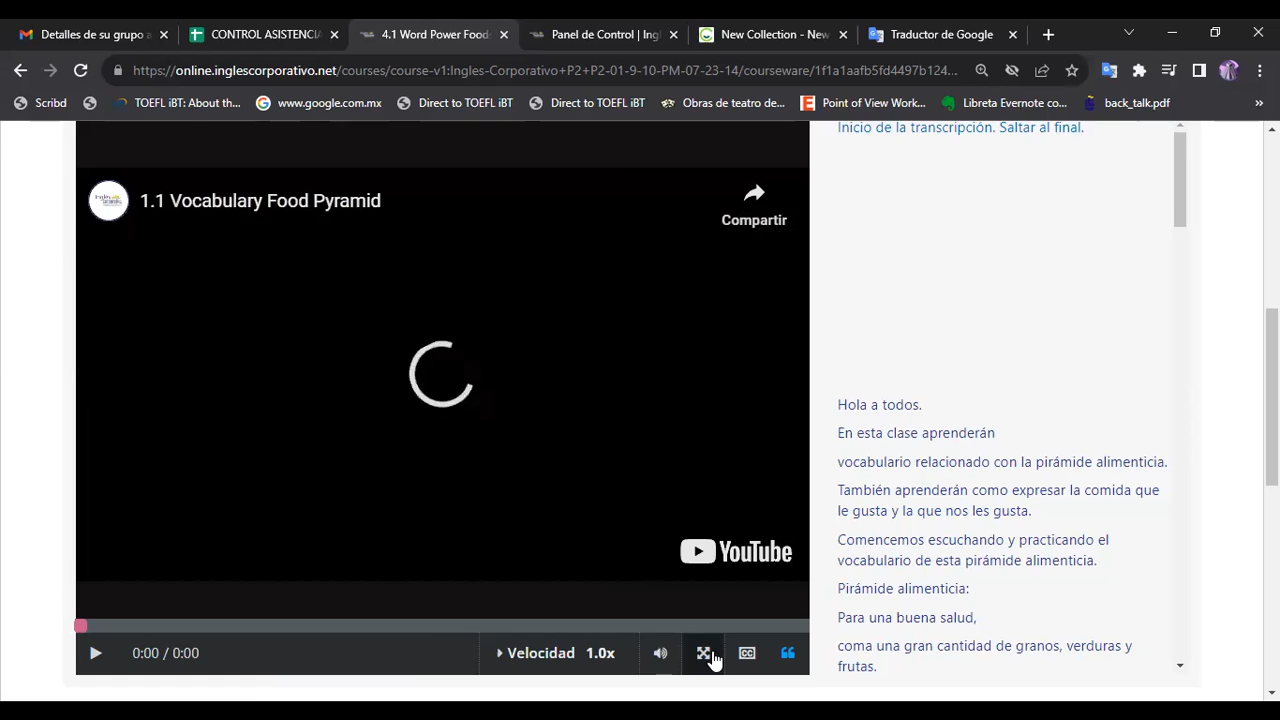 Detalles de su grupo a
CONTROL ASISTENCIA
4.1 Word Power Foods
Panel de Control | Ingl
New Collection - New
Traductor de Google
https://online.inglescorporativo.net/courses/course-v1:Ingles-Corporativo+P2+P2-01-9-10-PM-07-23-14/courseware/1f1a1aafb5fd4497b124...
Scribd
TOEFL iBT: About th...
www.google.com.mx
Direct to TOEFL iBT
Direct to TOEFL iBT
Obras de teatro de...
Point of View Work...
Libreta Evernote co...
back_talk.pdf
»
1.1 Vocabulary Food Pyramid
Compartir
YouTube
0:00 / 0:00
Velocidad 1.0x
CC
Inicio de la transcripción. Saltar al final.
Hola a todos.
En esta clase aprenderán
vocabulario relacionado con la pirámide alimenticia.
También aprenderán como expresar la comida que
le gusta y la que nos les gusta.
Comencemos escuchando y practicando el
vocabulario de esta pirámide alimenticia.
Pirámide alimenticia:
Para una buena salud,
coma una gran cantidad de granos, verduras y
frutas.